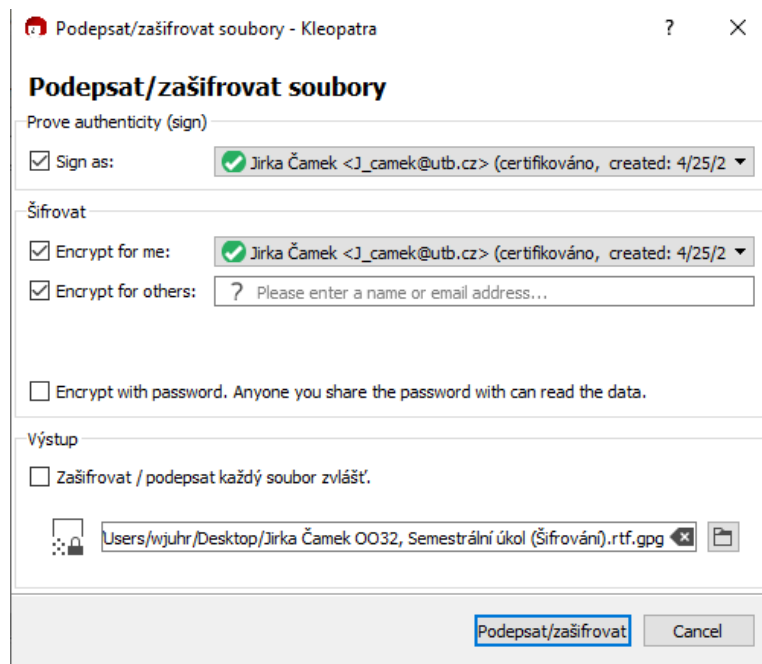 Podepsat/zašifrovat soubory - Kleopatra ?
Podepsat/zašifrovat soubory
Prove authenticity (sign)
Sign as: Jirka Čamek <J_camek@utb.cz> (certifikováno, created: 4/25/2
Šifrovat
Encrypt for me: Jirka Čamek <J_camek@utb.cz> (certifikováno, created: 4/25/2
Encrypt for others: ? Please enter a name or email address...
Encrypt with password. Anyone you share the password with can read the data.
Výstup
Zašifrovat / podepsat každý soubor zvlášť.
Users/wjuhr/Desktop/Jirka Čamek OO32, Semestrální úkol (Šifrování).rtf.gpg
Podepsat/zašifrovat Cancel